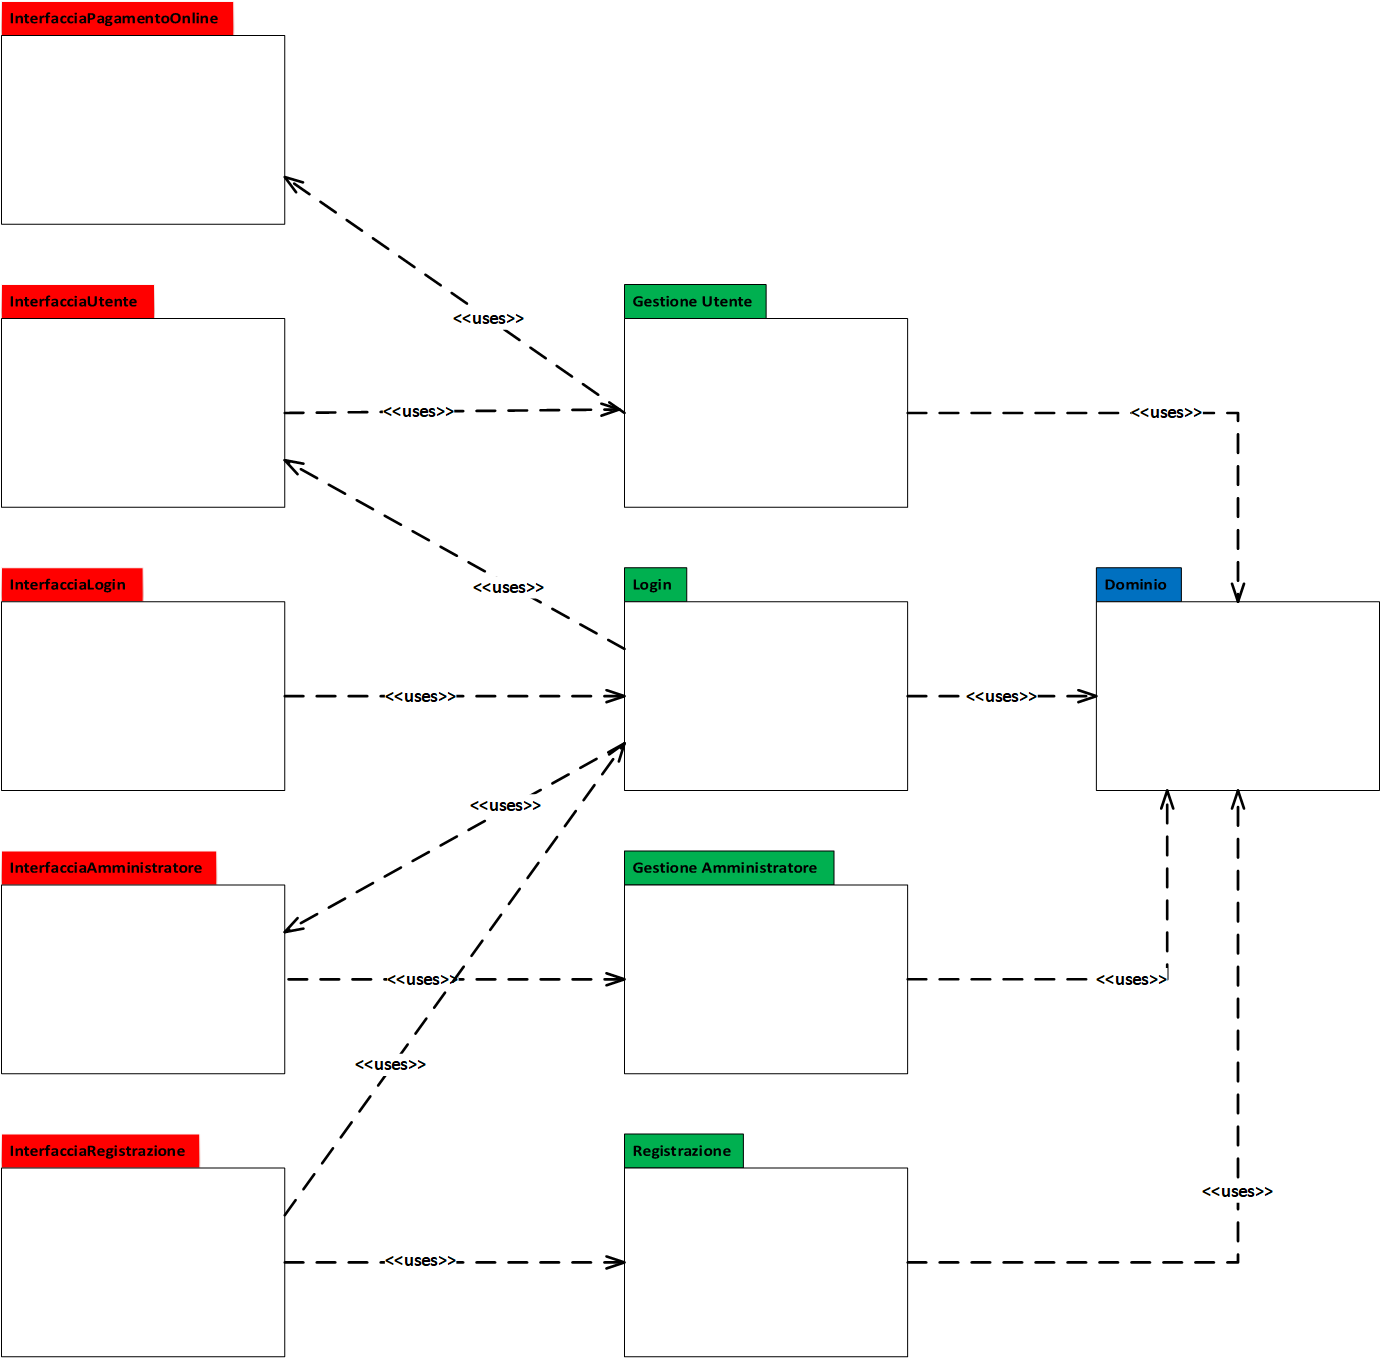 InterfacciaPagamentoOnline
InterfacciaUtente
Gestione Utente
<<uses>>
<<uses>>
<<uses>>
InterfacciaLogin
Login
Dominio
<<uses>>
<<uses>>
<<uses>>
<<uses>>
InterfacciaAmministratore
Gestione Amministratore
<<uses>>
<<uses>>
<<uses>>
InterfacciaRegistrazione
Registrazione
<<uses>>
<<uses>>